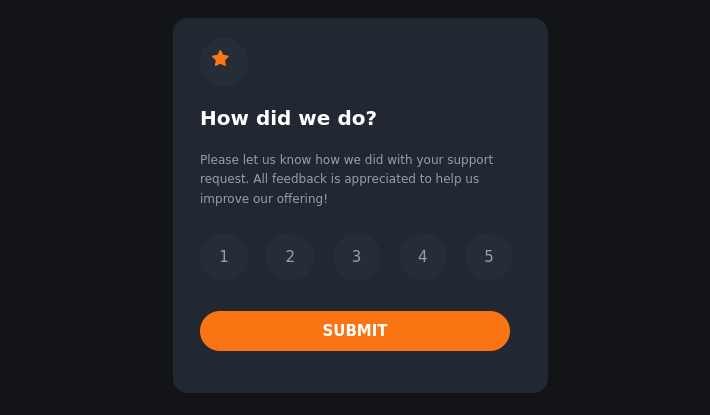 How did we do?
Please let us know how we did with your support
request. All feedback is appreciated to help us
improve our offering!
1 2 3 4 5
SUBMIT